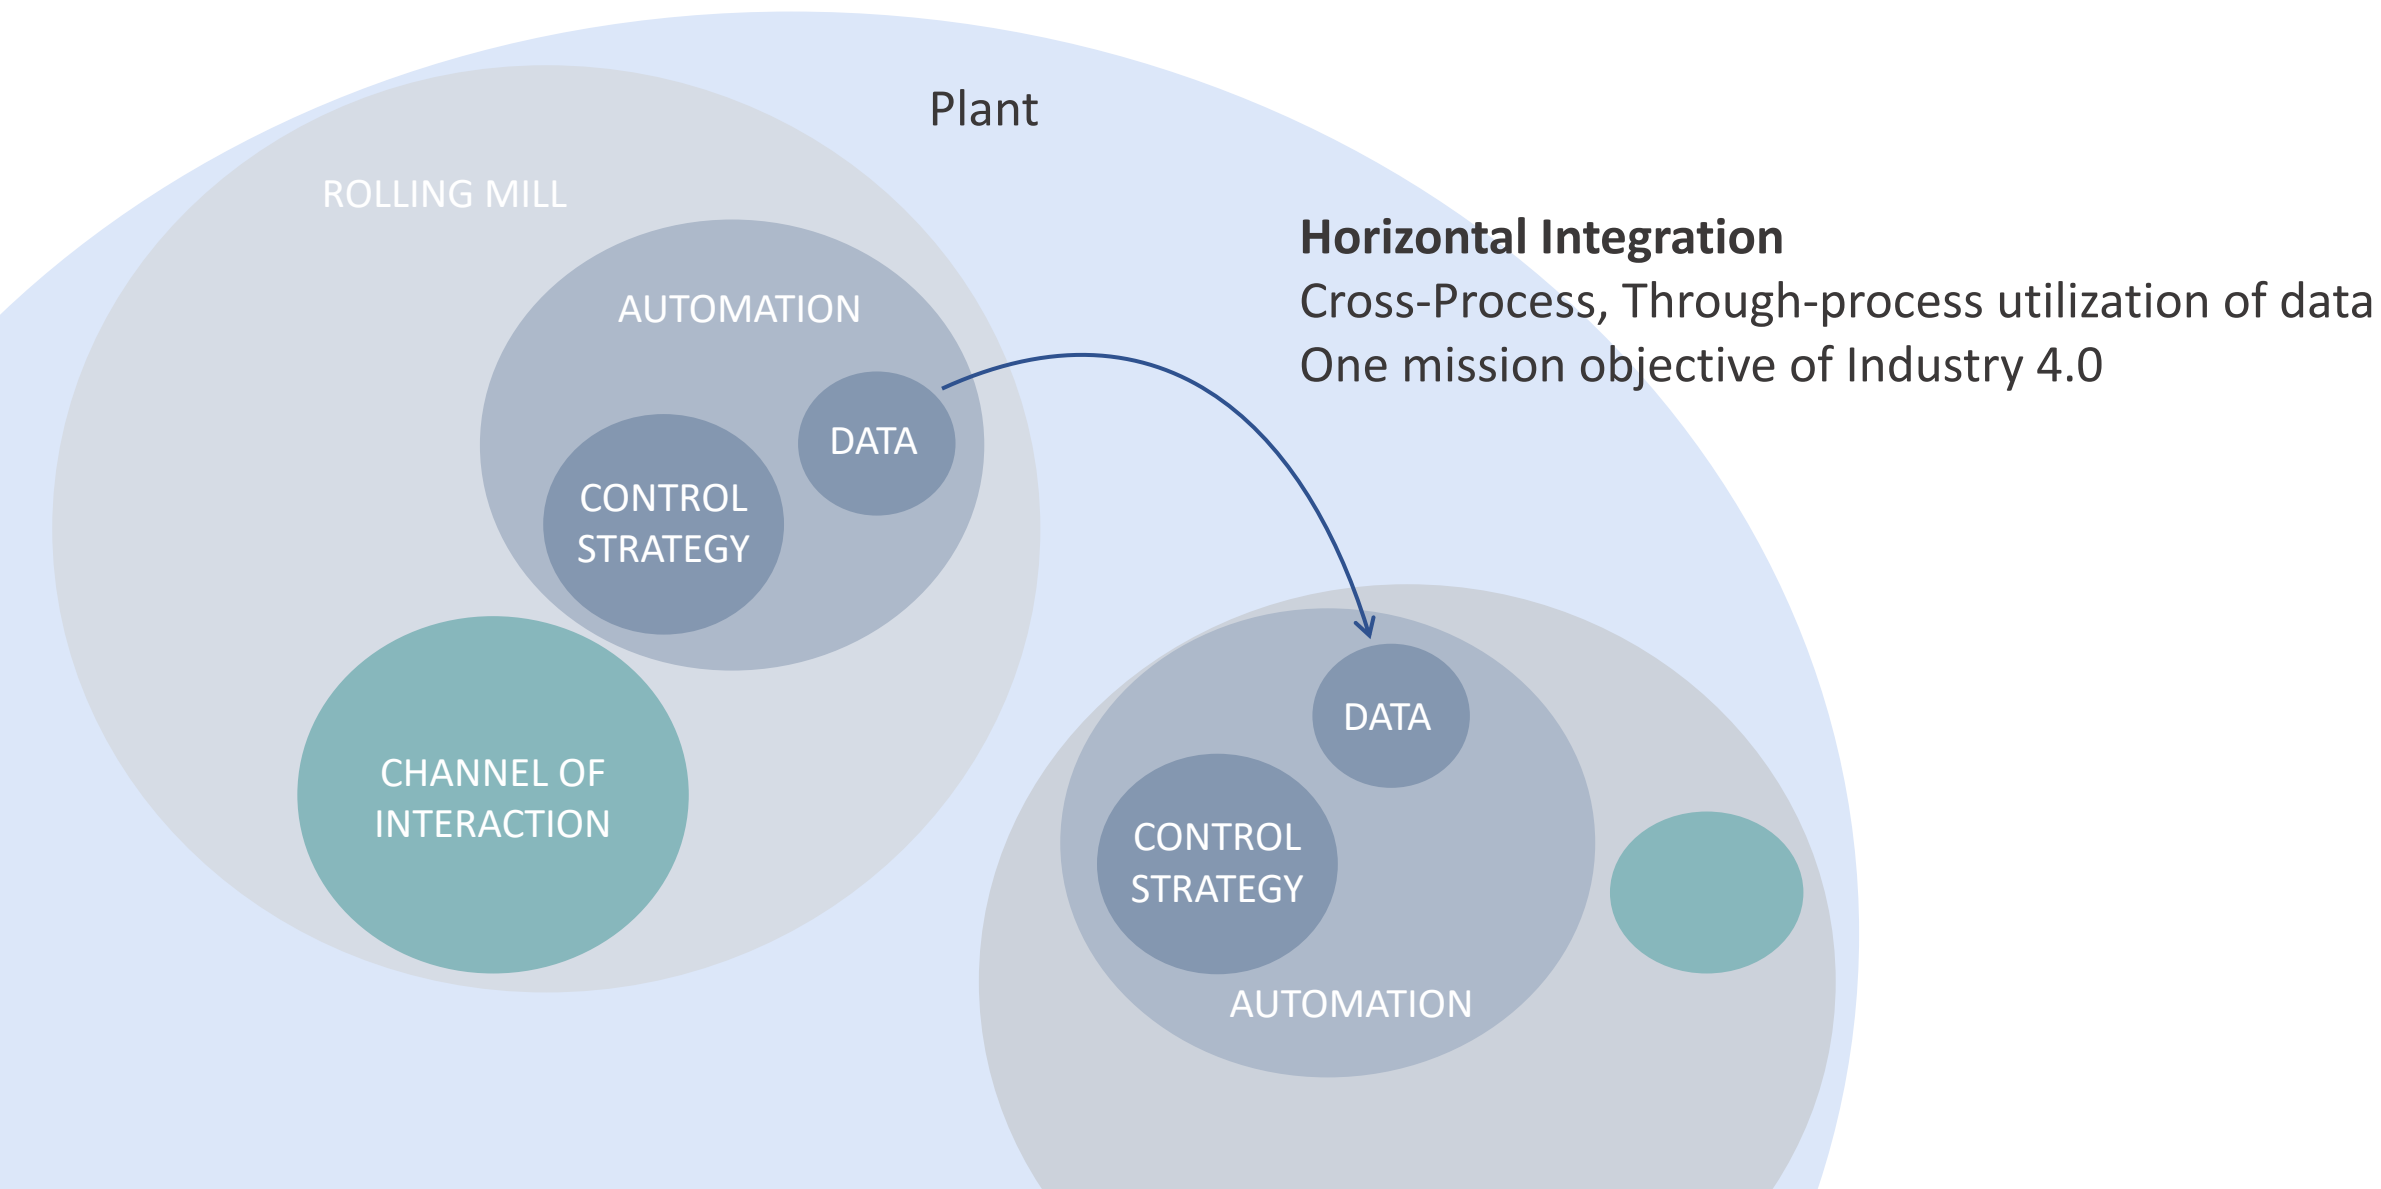 Plant
ROLLING MILL
Horizontal Integration
Cross-Process, Through-process utilization of data
One mission objective of Industry 4.0
AUTOMATION
DATA
CONTROL
STRATEGY
CHANNEL OF
INTERACTION
DATA
CONTROL
STRATEGY
AUTOMATION